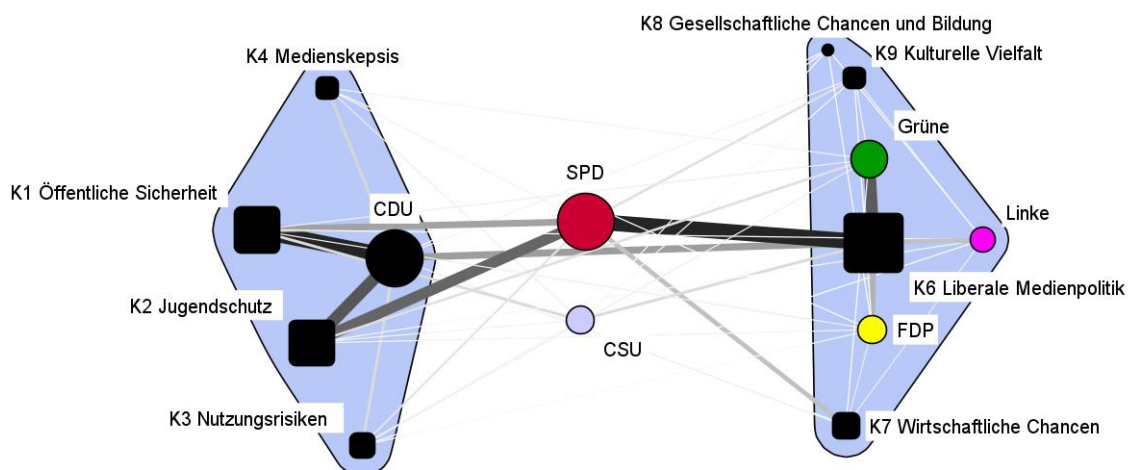 K8 Gesellschaftliche Chancen und Bildung
K4 Medienskepsis
K9 Kulturelle Vielfalt
Grüne
SPD
K1 Öffentliche Sicherheit
CDU
Linke
K6 Liberale Medienpolitik
K2 Jugendschutz
FDP
CSU
K3 Nutzungsrisiken
K7 Wirtschaftliche Chancen